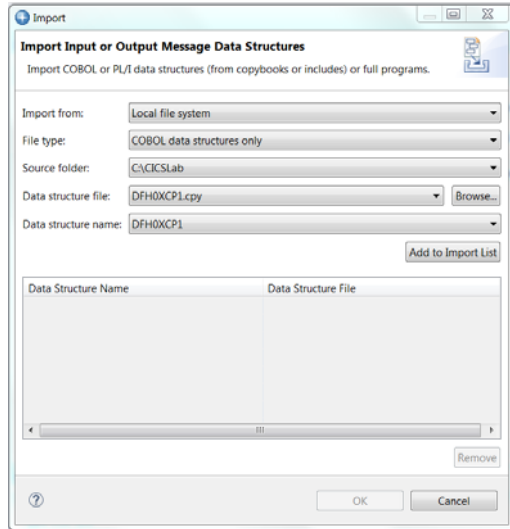 Import
Import Input or Output Message Data Structures
Import COBOL or PL/I data structures (from copybooks or includes) or full programs.
Import from: Local file system
File type: COBOL data structures only
Source folder: C:\CICSLab
Data structure file: DFH0XCP1.cpy Browse...
Data structure name: DFH0XCP1
Add to Import List
Data Structure Name Data Structure File
Remove
OK Cancel